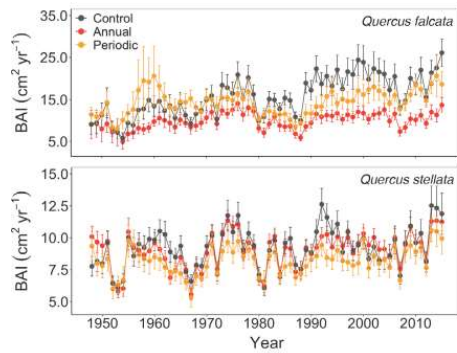 Control
Annual
Periodic
Quercus falcata
BAI (cm² yr⁻¹)
35.0
25.0
15.0
5.0
Quercus stellata
BAI (cm² yr⁻¹)
15.0
12.5
10.0
7.5
5.0
1950 1960 1970 1980 1990 2000 2010
Year